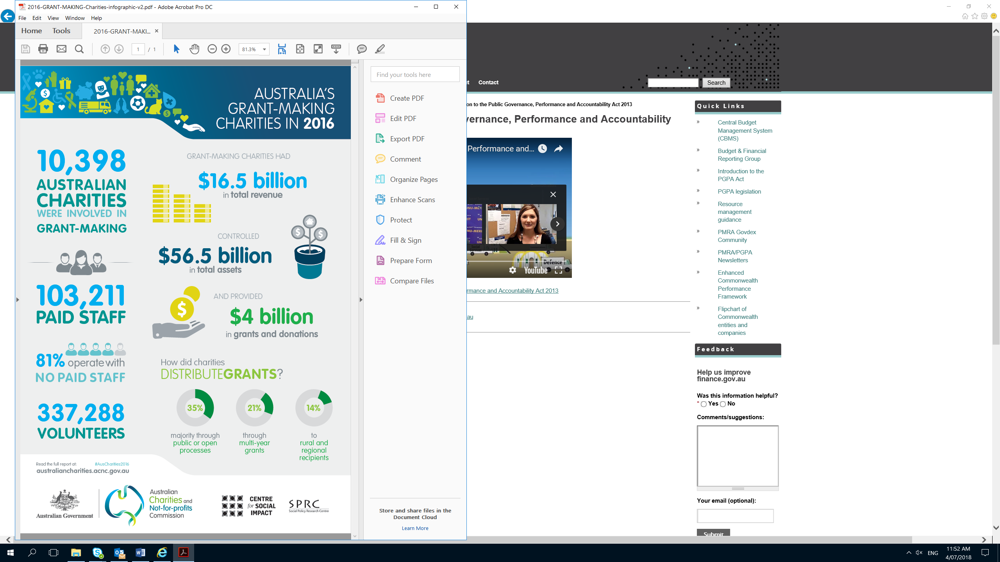 2016-GRANT-MAKING-Charities-infographic-v2.pdf - Adobe Acrobat Pro DC
File Edit View Window Help
Home Tools 2016-GRANT-MAKI...
1 / 1 81.3%
AUSTRALIA'S
GRANT-MAKING
CHARITIES IN 2016
10,398
AUSTRALIAN
CHARITIES
WERE INVOLVED IN
GRANT-MAKING
103,211
PAID STAFF
81% operate with
NO PAID STAFF
337,288
VOLUNTEERS
GRANT-MAKING CHARITIES HAD
$16.5 billion
in total revenue
CONTROLLED
$56.5 billion
in total assets
AND PROVIDED
$4 billion
in grants and donations
How did charities
DISTRIBUTEGRANTS?
35%
majority through
public or open
processes
21%
through
multi-year
grants
14%
to
rural and
regional
recipients
Read the full report at: #AusCharities2016
australiancharities.acnc.gov.au
Australian Government
Australian
Charities and
Not-for-profits
Commission
CENTRE
for SOCIAL
IMPACT
SPRC
Social Policy Research Centre
Find your tools here
Create PDF
Edit PDF
Export PDF
Comment
Organize Pages
Enhance Scans
Protect
Fill & Sign
Prepare Form
Compare Files
Store and share files in the
Document Cloud
Learn More
Contact
Search
on to the Public Governance, Performance and Accountability Act 2013
vernance, Performance and Accountability
Performance and...
Defence
YouTube
rmance and Accountability Act 2013
au
Quick Links
Central Budget
Management System
(CBMS)
Budget & Financial
Reporting Group
Introduction to the
PGPA Act
PGPA legislation
Resource
management
guidance
PMRA Govdex
Community
PMRA/PGPA
Newsletters
Enhanced
Commonwealth
Performance
Framework
Flipchart of
Commonwealth
entities and
companies
Feedback
Help us improve
finance.gov.au
Was this information helpful?
* Yes No
Comments/suggestions:
Your email (optional):
Submit
ENG
11:52 AM
4/07/2018